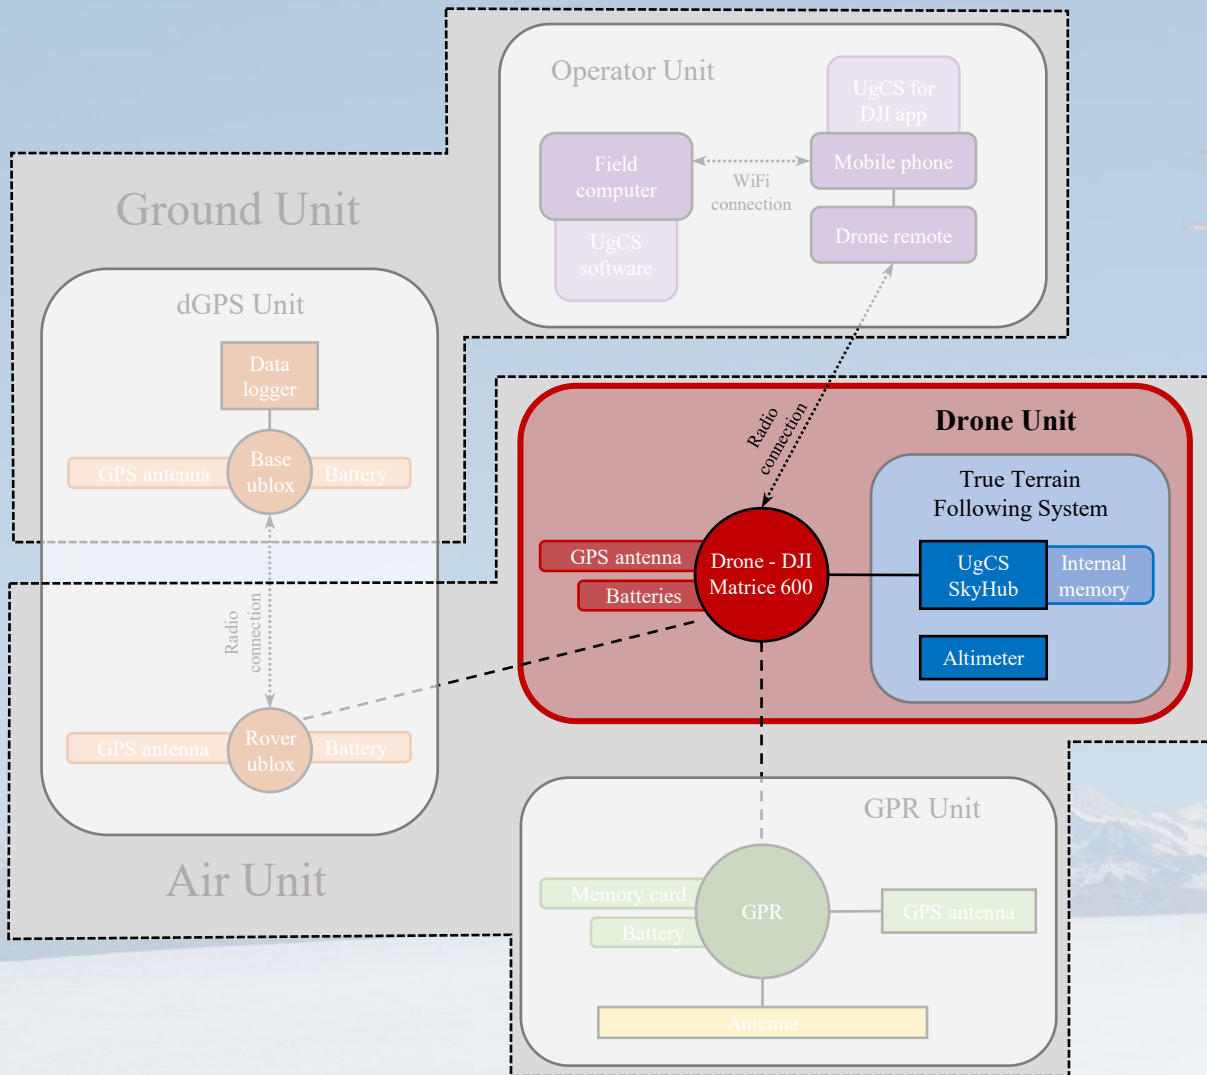 Operator Unit
UgCS for
DJI app
Field
computer
WiFi
connection
Mobile phone
UgCS
software
Drone remote
Ground Unit
dGPS Unit
Data
logger
GPS antenna
Base
ublox
Battery
Radio
connection
GPS antenna
Rover
ublox
Battery
Air Unit
Radio
connection
Drone Unit
True Terrain
Following System
GPS antenna
Batteries
Drone - DJI
Matrice 600
UgCS
SkyHub
Internal
memory
Altimeter
GPR Unit
Memory card
Battery
GPR
GPS antenna
Antenna